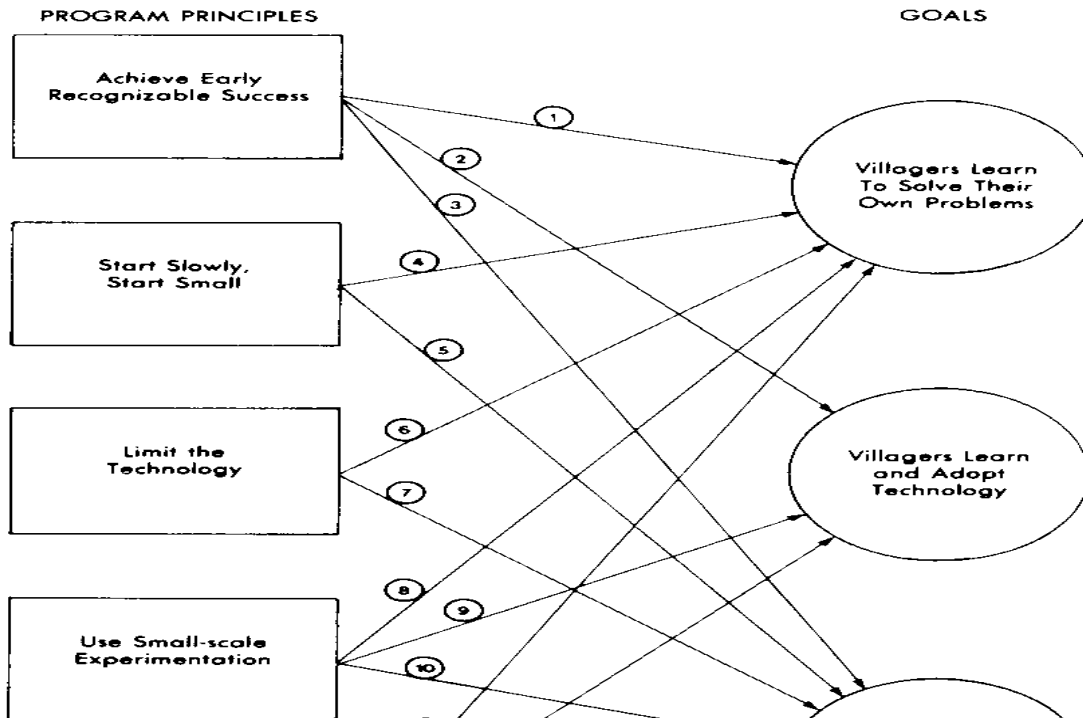 PROGRAM PRINCIPLES
GOALS
Achieve Early
Recognizable Success
1
2
3
Villagers Learn
To Solve Their
Own Problems
Start Slowly,
Start Small
4
5
Limit the
Technology
6
7
Villagers Learn
and Adopt
Technology
Use Small-scale
Experimentation
8
9
10